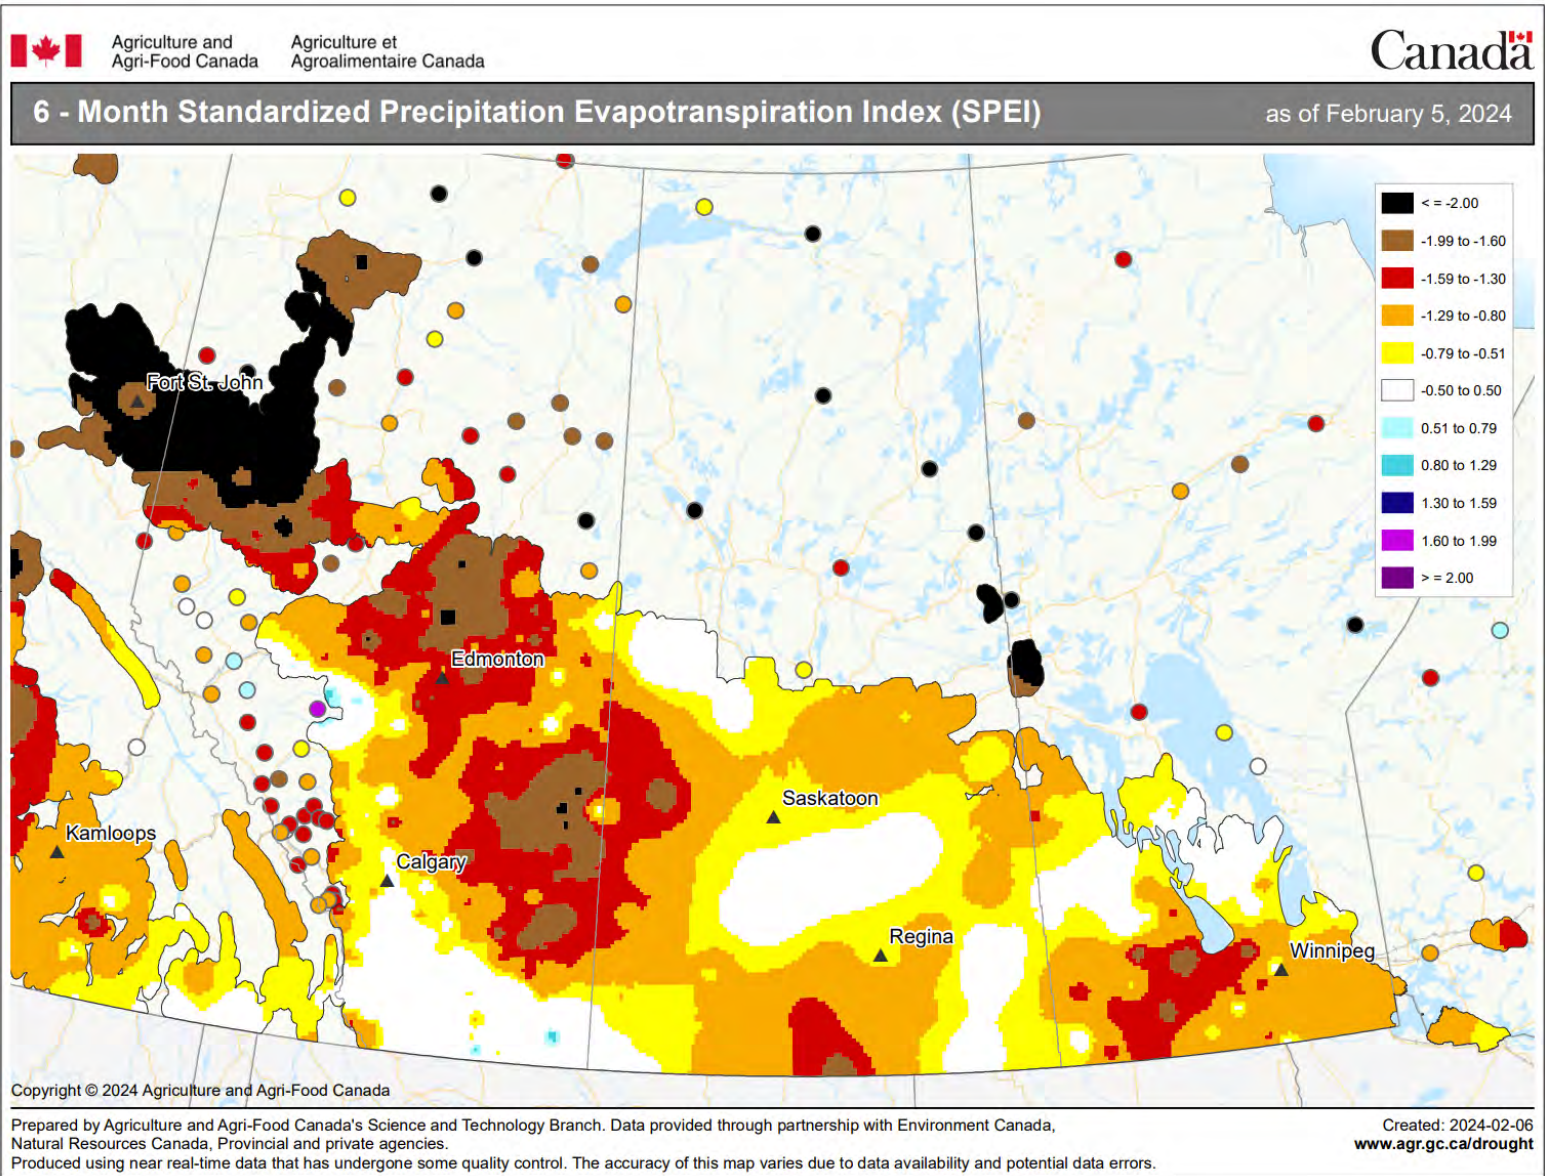 Agriculture and
Agri-Food Canada
Agriculture et
Agroalimentaire Canada
Canada
6 - Month Standardized Precipitation Evapotranspiration Index (SPEI)
as of February 5, 2024
< = -2.00
-1.99 to -1.60
-1.59 to -1.30
-1.29 to -0.80
-0.79 to -0.51
-0.50 to 0.50
0.51 to 0.79
0.80 to 1.29
1.30 to 1.59
1.60 to 1.99
> = 2.00
Fort St. John
Edmonton
Saskatoon
Kamloops
Calgary
Regina
Winnipeg
Copyright © 2024 Agriculture and Agri-Food Canada
Prepared by Agriculture and Agri-Food Canada's Science and Technology Branch. Data provided through partnership with Environment Canada,
Natural Resources Canada, Provincial and private agencies.
Produced using near real-time data that has undergone some quality control. The accuracy of this map varies due to data availability and potential data errors.
Created: 2024-02-06
www.agr.gc.ca/drought